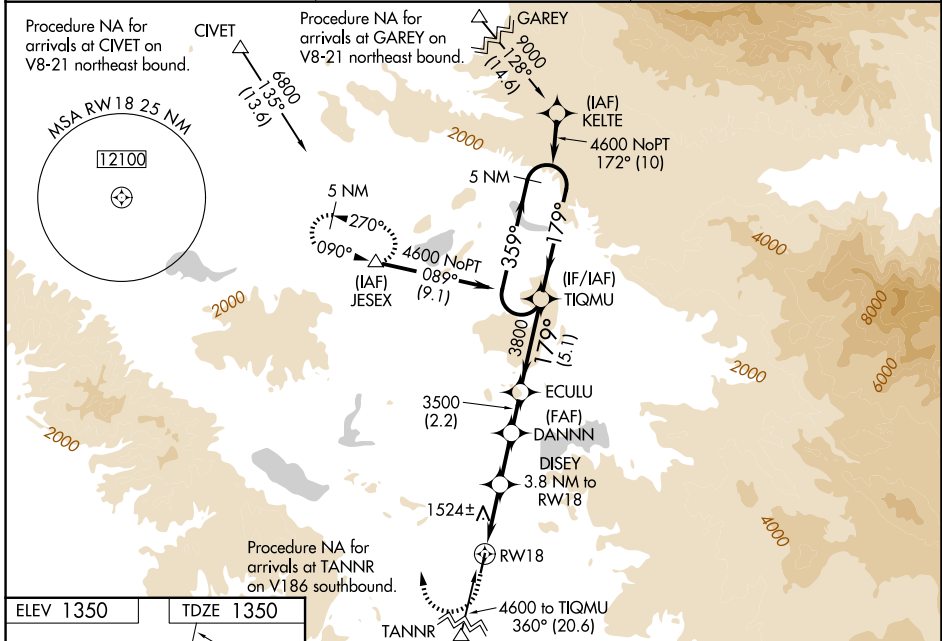 Procedure NA for
arrivals at CIVET on
V8-21 northeast bound.
CIVET
6800
135°
(13.6)
Procedure NA for
arrivals at GAREY on
V8-21 northeast bound.
GAREY
9000
128°
(14.6)
(IAF)
KELTE
4600 NoPT
172° (10)
MSA RW18 25 NM
12100
2000
5 NM
359°
179°
5 NM
270°
090°
(IAF)
JESEX
4600 NoPT
089°
(9.1)
(IF/IAF)
TIQMU
4000
8000
6000
2000
2000
3800
179°
(5.1)
ECULU
3500
(2.2)
(FAF)
DANNN
DISEY
3.8 NM to
RW18
2000
4000
1524±
RW18
Procedure NA for
arrivals at TANNR
on V186 southbound.
4600 to TIQMU
360° (20.6)
TANNR
ELEV 1350
TDZE 1350